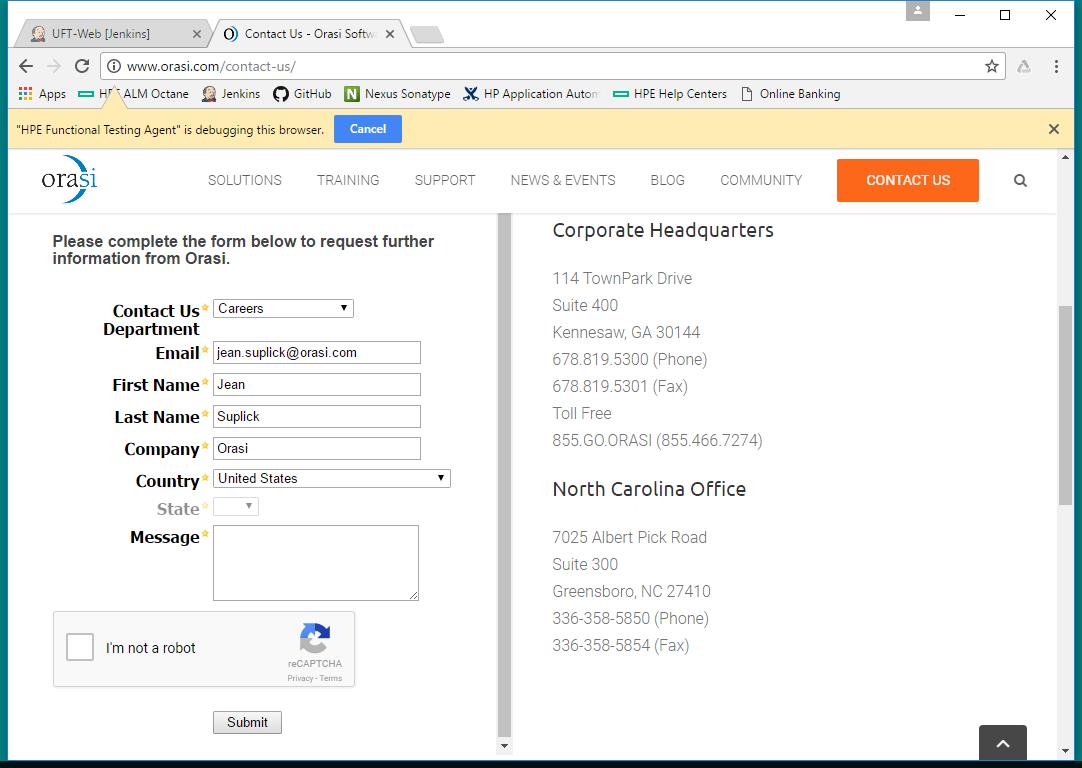 UFT-Web [Jenkins]
Contact Us - Orasi Softw
www.orasi.com/contact-us/
Apps
HPE ALM Octane
Jenkins
GitHub
Nexus Sonatype
HP Application Autom
HPE Help Centers
Online Banking
"HPE Functional Testing Agent" is debugging this browser.
Cancel
orasi
SOLUTIONS
TRAINING
SUPPORT
NEWS & EVENTS
BLOG
COMMUNITY
CONTACT US
Please complete the form below to request further
information from Orasi.
Contact Us
Department
Careers
Email
jean.suplick@orasi.com
First Name
Jean
Last Name
Suplick
Company
Orasi
Country
United States
State
Message
I'm not a robot
reCAPTCHA
Privacy - Terms
Submit
Corporate Headquarters
114 TownPark Drive
Suite 400
Kennesaw, GA 30144
678.819.5300 (Phone)
678.819.5301 (Fax)
Toll Free
855.GO.ORASI (855.466.7274)
North Carolina Office
7025 Albert Pick Road
Suite 300
Greensboro, NC 27410
336-358-5850 (Phone)
336-358-5854 (Fax)